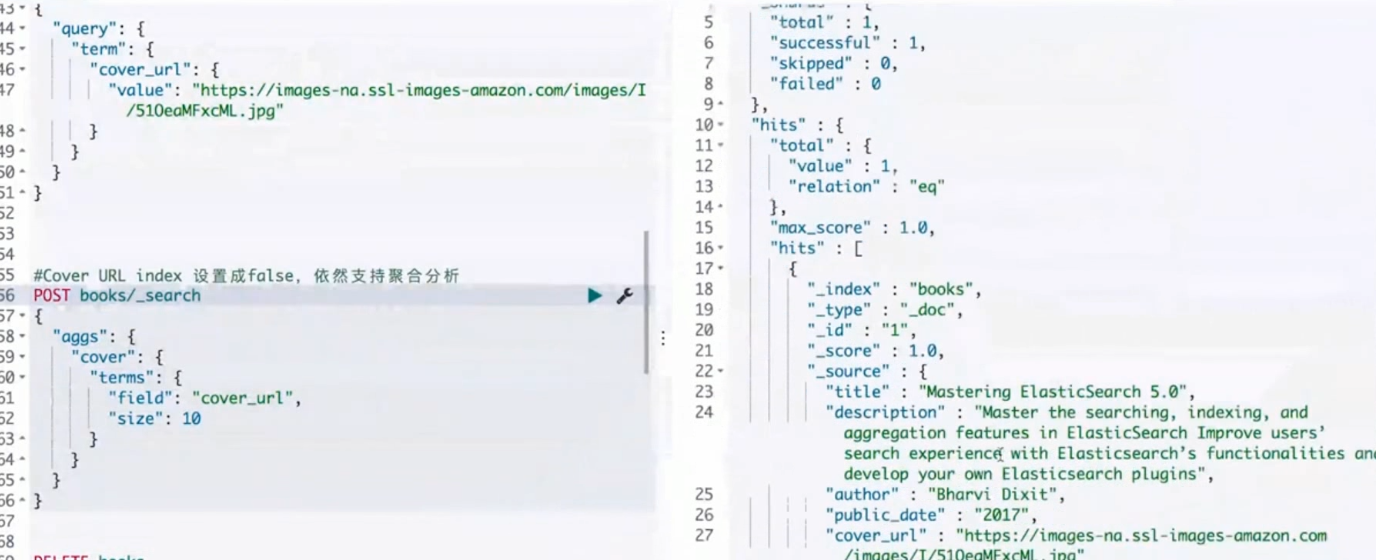 43 {
44 "query": {
45 "term": {
46 "cover_url": {
47 "value": "https://images-na.ssl-images-amazon.com/images/I
/51OeaMFxcML.jpg"
48 }
49 }
50 }
51 }
52
53
54
55 #Cover URL index 设置成false，依然支持聚合分析
56 POST books/_search
57 {
58 "aggs": {
59 "cover": {
60 "terms": {
61 "field": "cover_url",
62 "size": 10
63 }
64 }
65 }
66 }
67
68
69 DELETE books
"_shards" : {
5 "total" : 1,
6 "successful" : 1,
7 "skipped" : 0,
8 "failed" : 0
9 },
10 "hits" : {
11 "total" : {
12 "value" : 1,
13 "relation" : "eq"
14 },
15 "max_score" : 1.0,
16 "hits" : [
17 {
18 "_index" : "books",
19 "_type" : "_doc",
20 "_id" : "1",
21 "_score" : 1.0,
22 "_source" : {
23 "title" : "Mastering ElasticSearch 5.0",
24 "description" : "Master the searching, indexing, and
aggregation features in ElasticSearch Improve users’
search experience with Elasticsearch’s functionalities and
develop your own Elasticsearch plugins",
25 "author" : "Bharvi Dixit",
26 "public_date" : "2017",
27 "cover_url" : "https://images-na.ssl-images-amazon.com
/images/I/51OeaMFxcML.jpg"